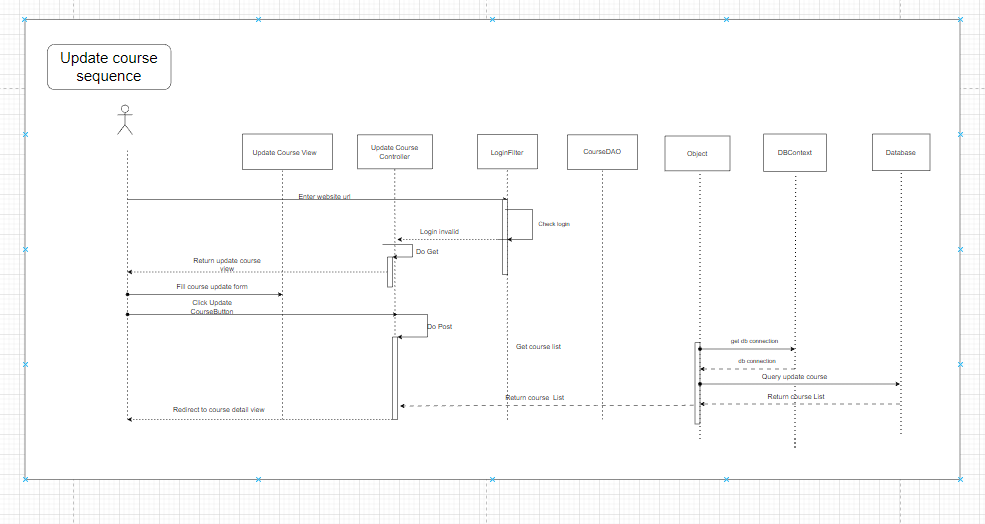 Update course
sequence
Update Course View
Update Course
Controller
LoginFilter
CourseDAO
Object
DBContext
Database
Enter website url
Check login
Login invalid
Do Get
Return update course
view
Fill course update form
Click Update
CourseButton
Do Post
Get course list
get db connection
db connection
Query update course
Return course List
Return course List
Redirect to course detail view